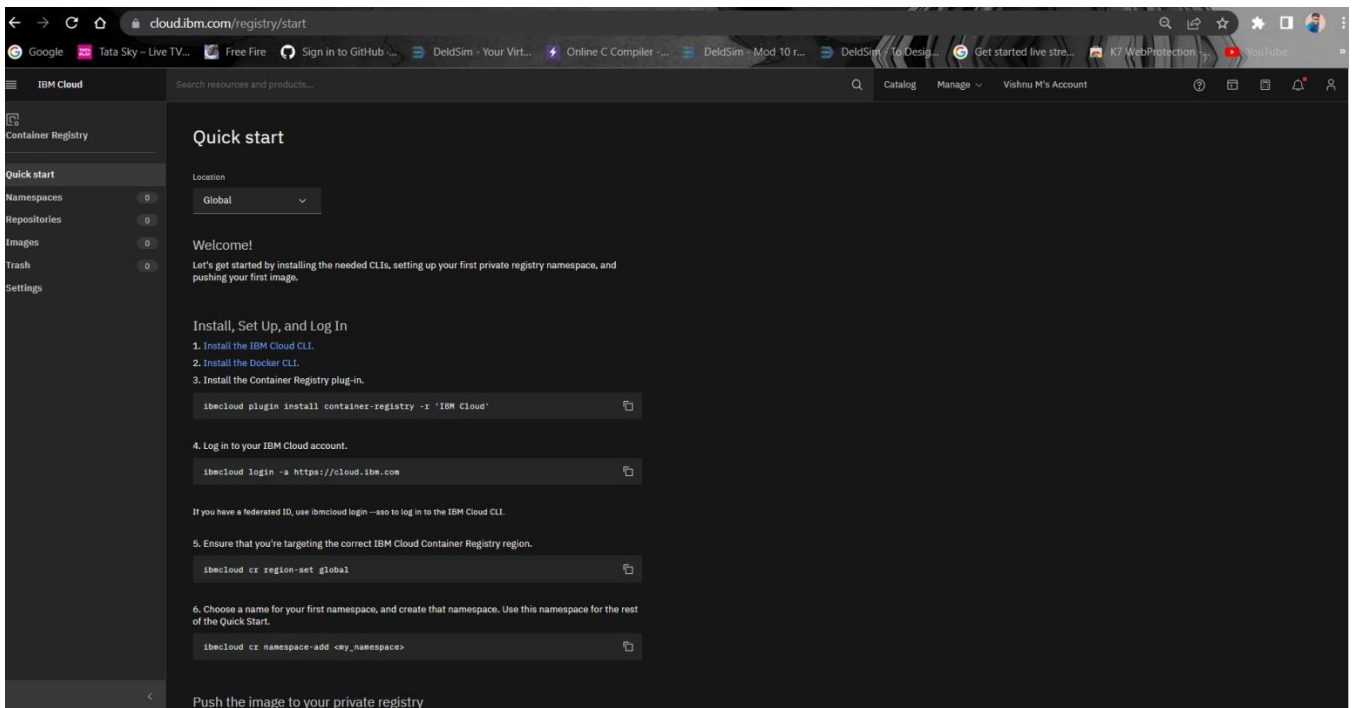 cloud.ibm.com/registry/start
Google Tata Sky – Live TV... Free Fire Sign in to GitHub ·... DeldSim - Your Virt... Online C Compiler -... DeldSim - Mod 10 r... DeldSim - To Desig... Get started live stre... K7 WebProtection -... YouTube »
IBM Cloud Search resources and products... Catalog Manage Vishnu M's Account
Container Registry
Quick start
Namespaces 0
Repositories 0
Images 0
Trash 0
Settings
Quick start
Location
Global
Welcome!
Let's get started by installing the needed CLIs, setting up your first private registry namespace, and
pushing your first image.
Install, Set Up, and Log In
1. Install the IBM Cloud CLI.
2. Install the Docker CLI.
3. Install the Container Registry plug-in.
ibmcloud plugin install container-registry -r 'IBM Cloud'
4. Log in to your IBM Cloud account.
ibmcloud login -a https://cloud.ibm.com
If you have a federated ID, use ibmcloud login --sso to log in to the IBM Cloud CLI.
5. Ensure that you're targeting the correct IBM Cloud Container Registry region.
ibmcloud cr region-set global
6. Choose a name for your first namespace, and create that namespace. Use this namespace for the rest
of the Quick Start.
ibmcloud cr namespace-add <my_namespace>
Push the image to your private registry